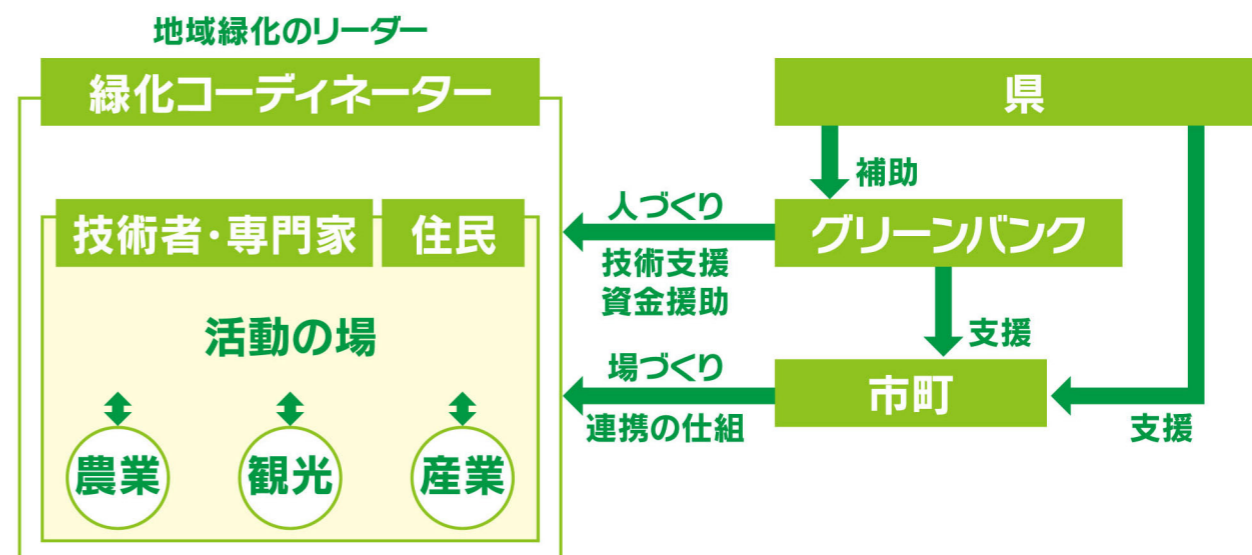 地域緑化のリーダー
緑化コーディネーター
技術者・専門家
住民
活動の場
農業
観光
産業
県
補助
人づくり
グリーンバンク
技術支援
資金援助
支援
場づくり
市町
連携の仕組
支援